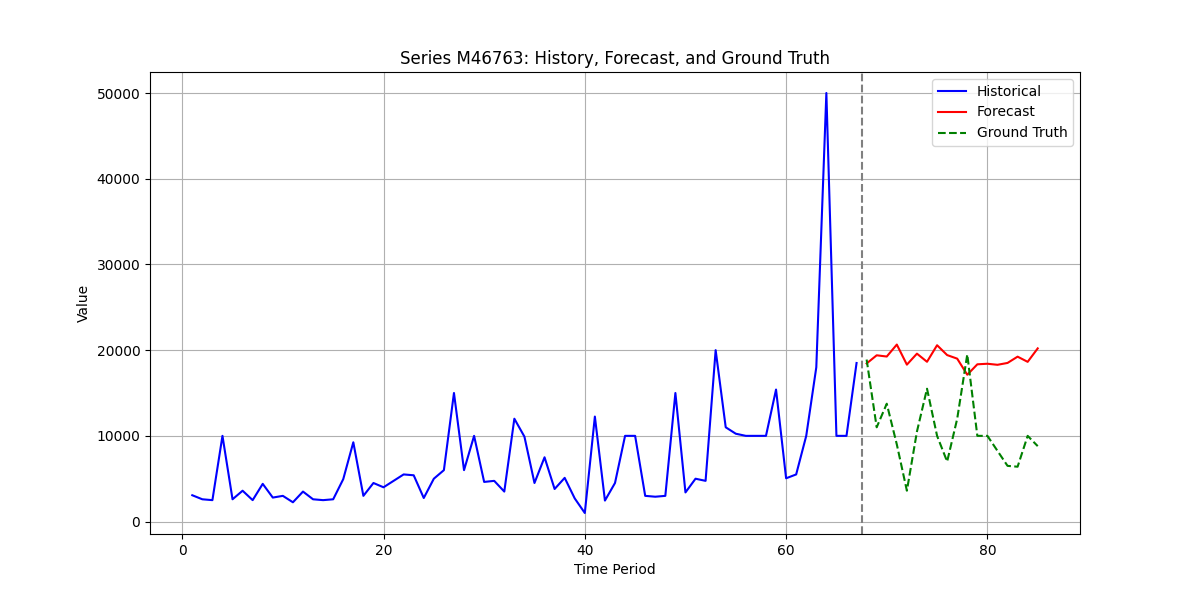 Series M46763: History, Forecast, and Ground Truth
Historical
Forecast
Ground Truth
50000
40000
30000
20000
10000
0
Value
0 20 40 60 80
Time Period